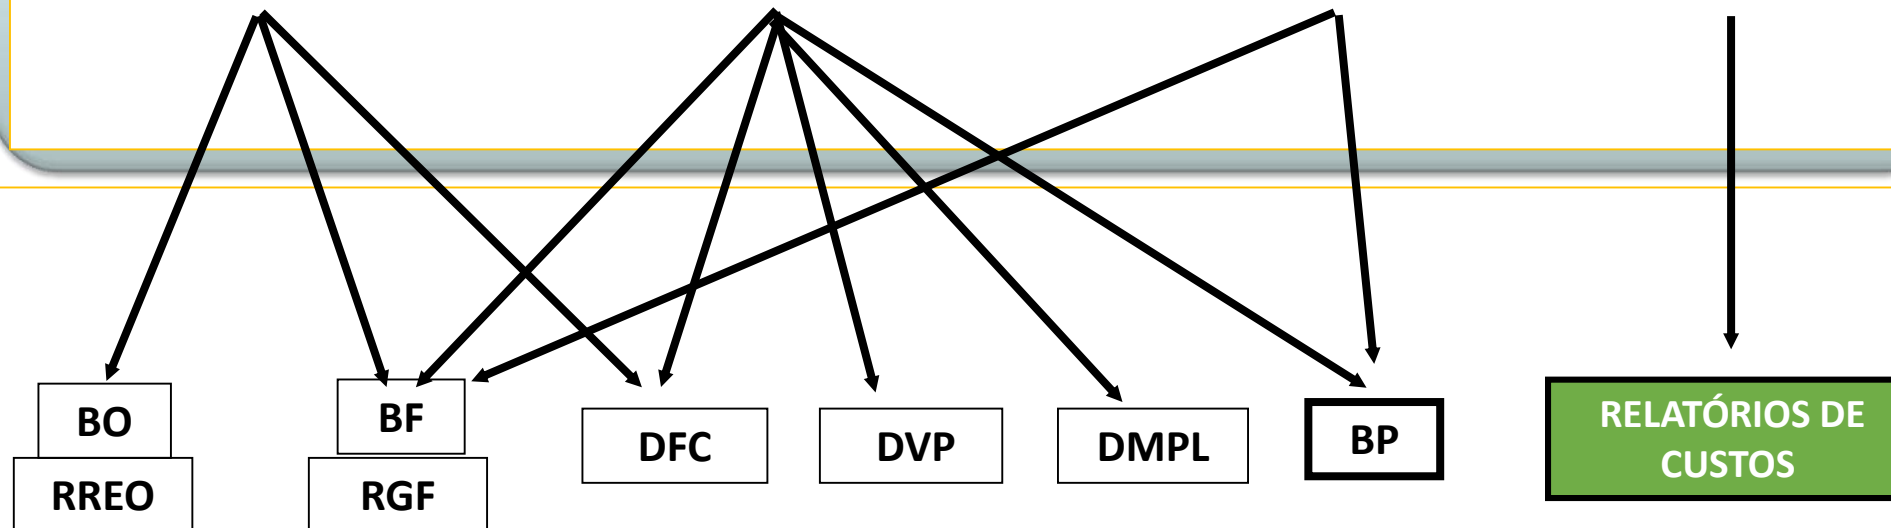 BO
RREO
BF
RGF
DFC
DVP
DMPL
BP
RELATÓRIOS DE
CUSTOS